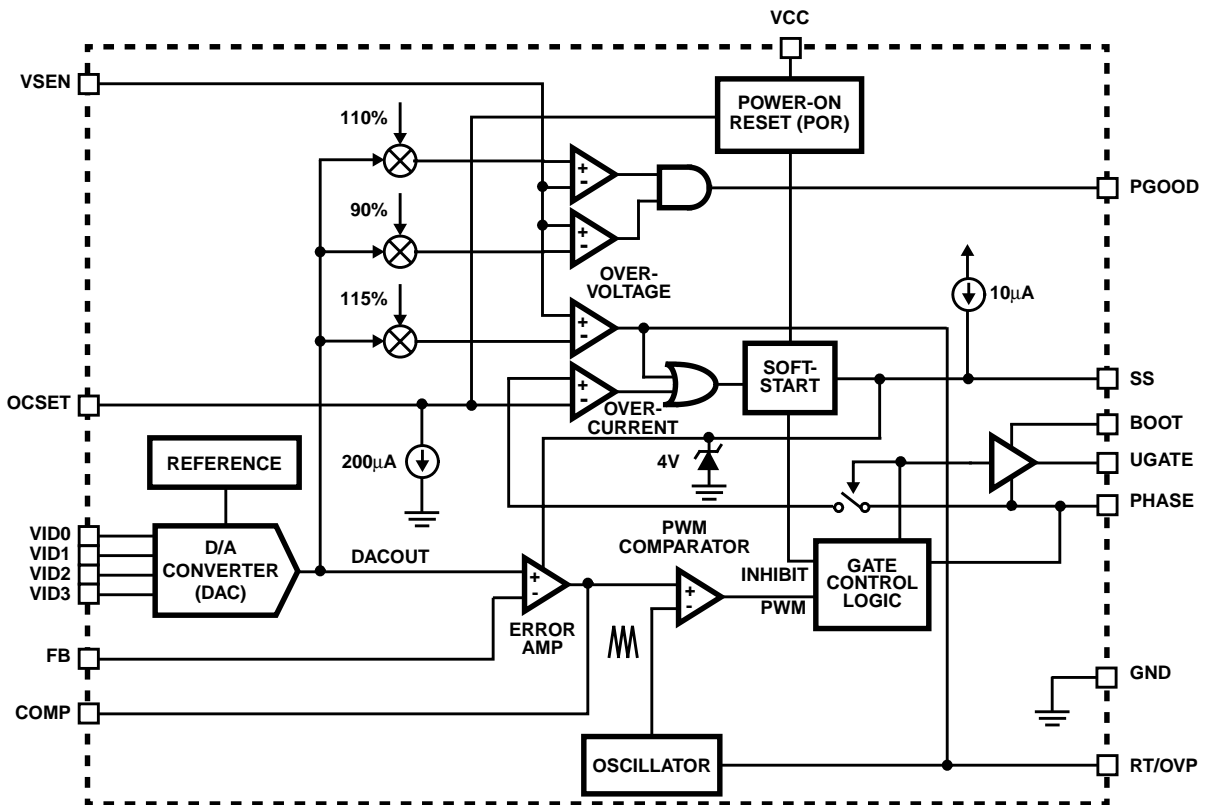 VCC
VSEN
110%
POWER-ON
RESET (POR)
+
-
PGOOD
90%
+
-
OVER-
VOLTAGE
10μA
115%
+
-
SOFT-
START
SS
OCSET
+
-
OVER-
CURRENT
BOOT
REFERENCE
200μA
4V
UGATE
PHASE
VID0
VID1
VID2
VID3
D/A
CONVERTER
(DAC)
DACOUT
PWM
COMPARATOR
INHIBIT
PWM
GATE
CONTROL
LOGIC
+
-
+
-
ERROR
AMP
FB
GND
COMP
OSCILLATOR
RT/OVP